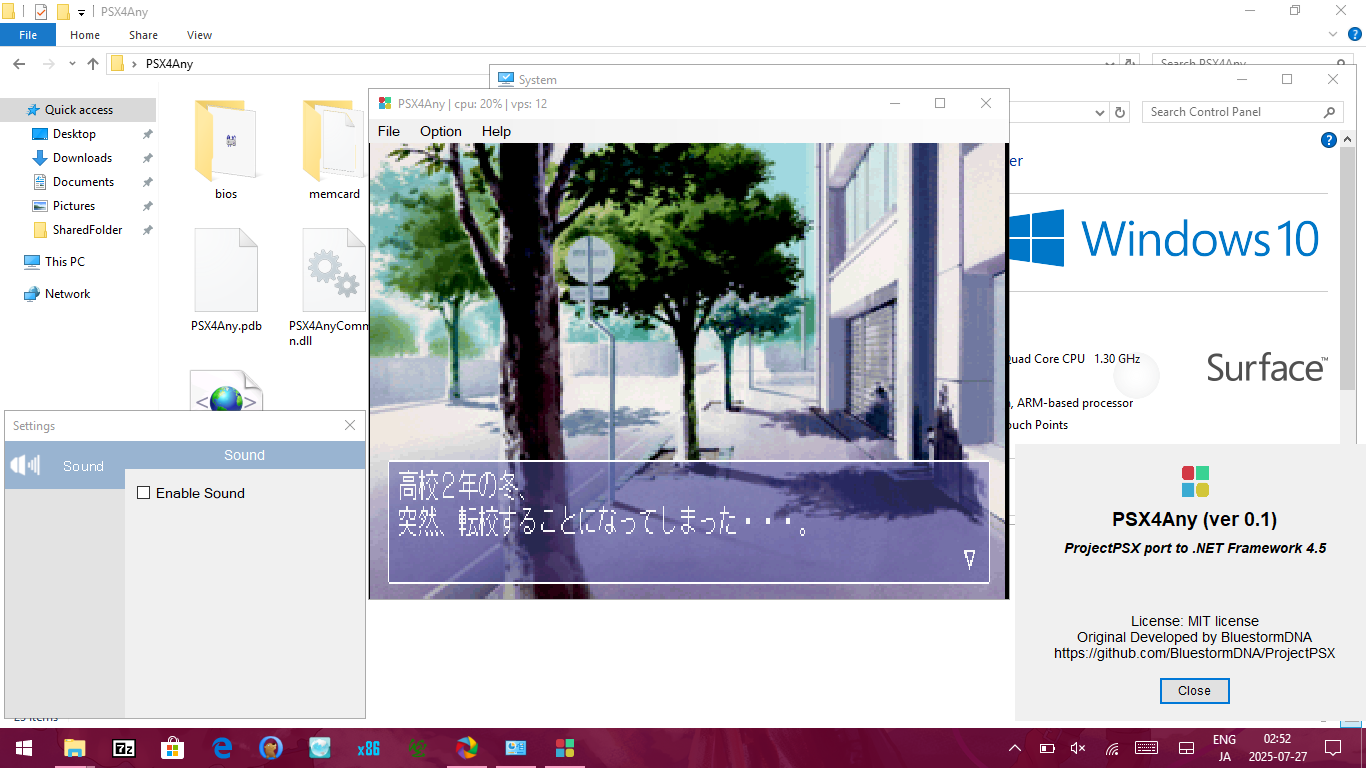 PSX4Any
File
Home
Share
View
PSX4Any
Search PSX4Any
Quick access
Desktop
Downloads
Documents
Pictures
SharedFolder
This PC
Network
bios
memcard
PSX4Any.pdb
PSX4AnyComm
n.dll
System
Search Control Panel
er
Windows 10
Quad Core CPU 1.30 GHz
Surface™
, ARM-based processor
ouch Points
PSX4Any | cpu: 20% | vps: 12
File Option Help
高校２年の冬、
突然、転校することになってしまった・・・。
Settings
Sound
Sound
Enable Sound
PSX4Any (ver 0.1)
ProjectPSX port to .NET Framework 4.5
License: MIT license
Original Developed by BluestormDNA
https://github.com/BluestormDNA/ProjectPSX
Close
7z
x86
ENG
JA
02:52
2025-07-27